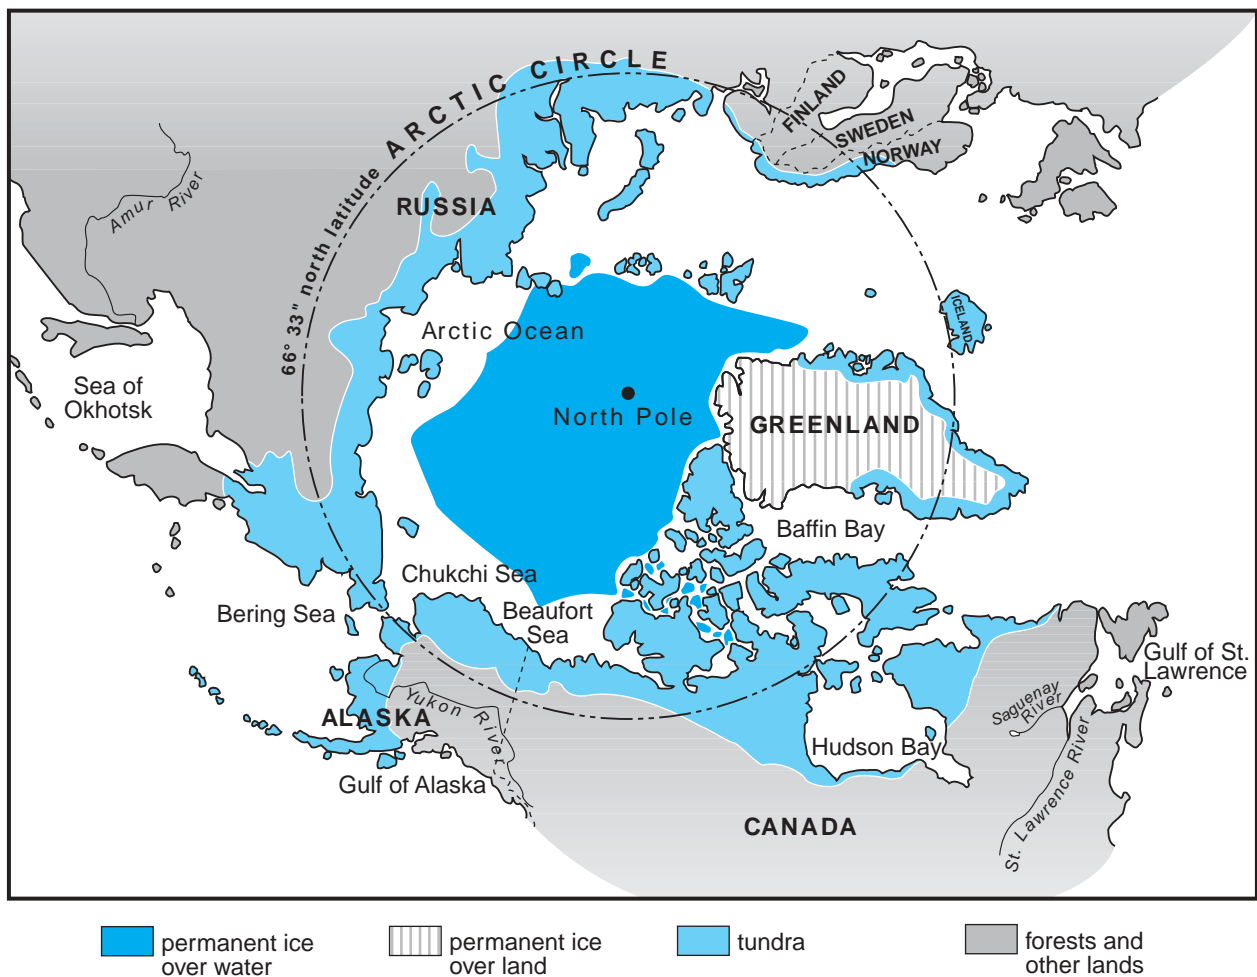 ARCTIC CIRCLE
66° 33" north latitude
FINLAND
SWEDEN
NORWAY
Amur River
RUSSIA
ICELAND
Arctic Ocean
Sea of
Okhotsk
North Pole
GREENLAND
Baffin Bay
Chukchi Sea
Bering Sea
Beaufort
Sea
Gulf of St.
Lawrence
Saguenay
River
ALASKA
Yukon River
Hudson Bay
Gulf of Alaska
St. Lawrence River
CANADA
permanent ice
over water
permanent ice
over land
tundra
forests and
other lands